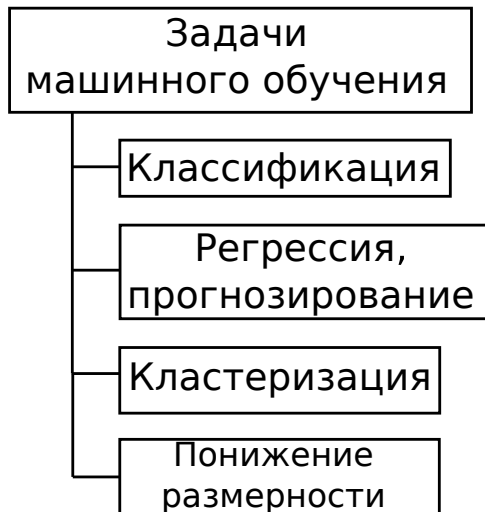 Задачи
машинного обучения
Классификация
Регрессия,
прогнозирование
Кластеризация
Понижение
размерности